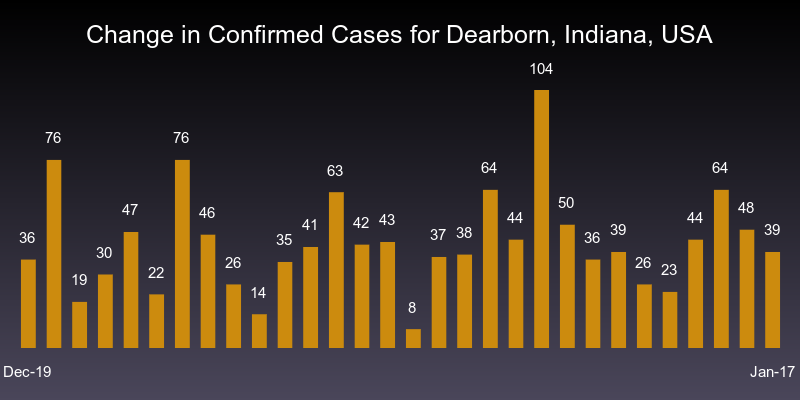 Change in Confirmed Cases for Dearborn, Indiana, USA
36 76 19 30 47 22 76 46 26 14 35 41 63 42 43 8 37 38 64 44 104 50 36 39 26 23 44 64 48 39
Dec-19 Jan-17